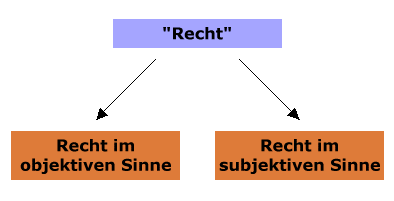 "Recht"
Recht im
objektiven Sinne
Recht im
subjektiven Sinne